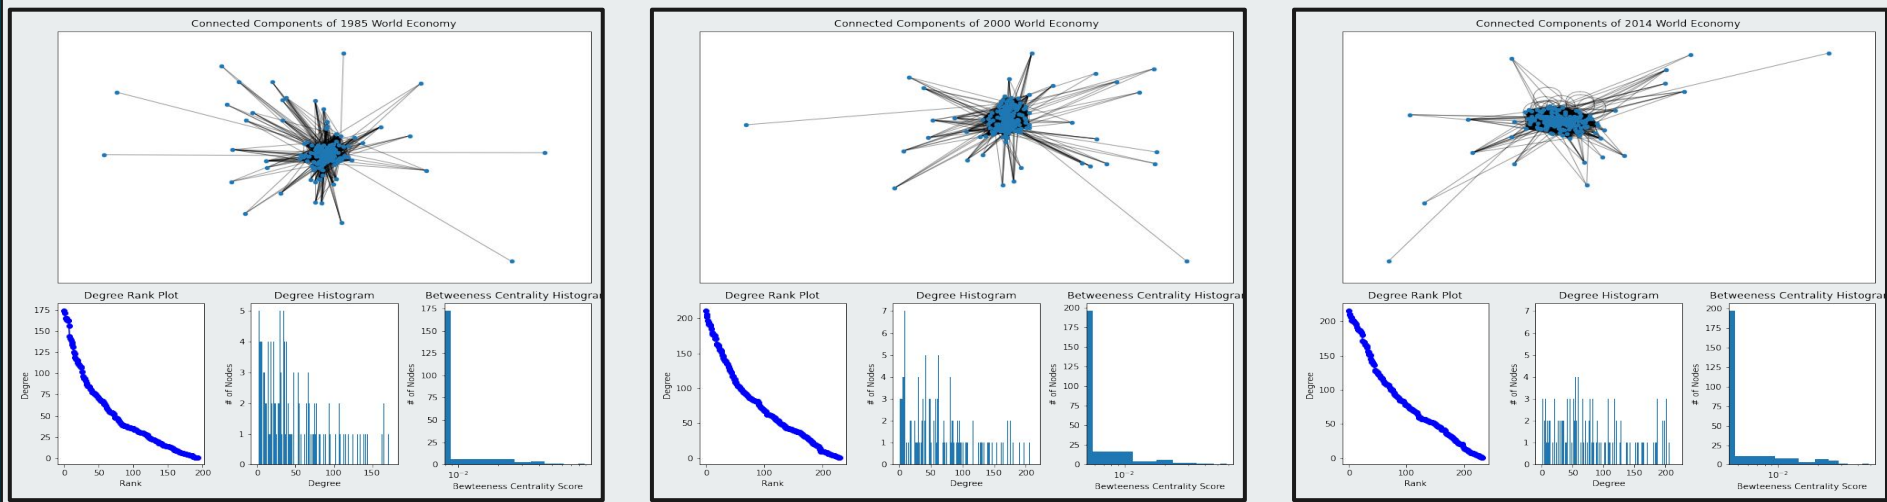 Connected Components of 1985 World Economy
Degree Rank Plot
175
150
125
100
75
50
25
0
Degree
0 50 100 150 200
Rank
Degree Histogram
5
4
3
2
1
0
# of Nodes
0 50 100 150
Degree
Betweeness Centrality Histogram
175
150
125
100
75
50
25
0
# of Nodes
10⁻²
Bewteeness Centrality Score
Connected Components of 2000 World Economy
Degree Rank Plot
200
150
100
50
0
Degree
0 100 200
Rank
Degree Histogram
7
6
5
4
3
2
1
0
# of Nodes
0 50 100 150 200
Degree
Betweeness Centrality Histogram
200
175
150
125
100
75
50
25
0
# of Nodes
10⁻²
Bewteeness Centrality Score
Connected Components of 2014 World Economy
Degree Rank Plot
200
150
100
50
0
Degree
0 100 200
Rank
Degree Histogram
7
6
5
4
3
2
1
0
# of Nodes
0 50 100 150 200
Degree
Betweeness Centrality Histogram
200
175
150
125
100
75
50
25
0
# of Nodes
10⁻²
Bewteeness Centrality Score